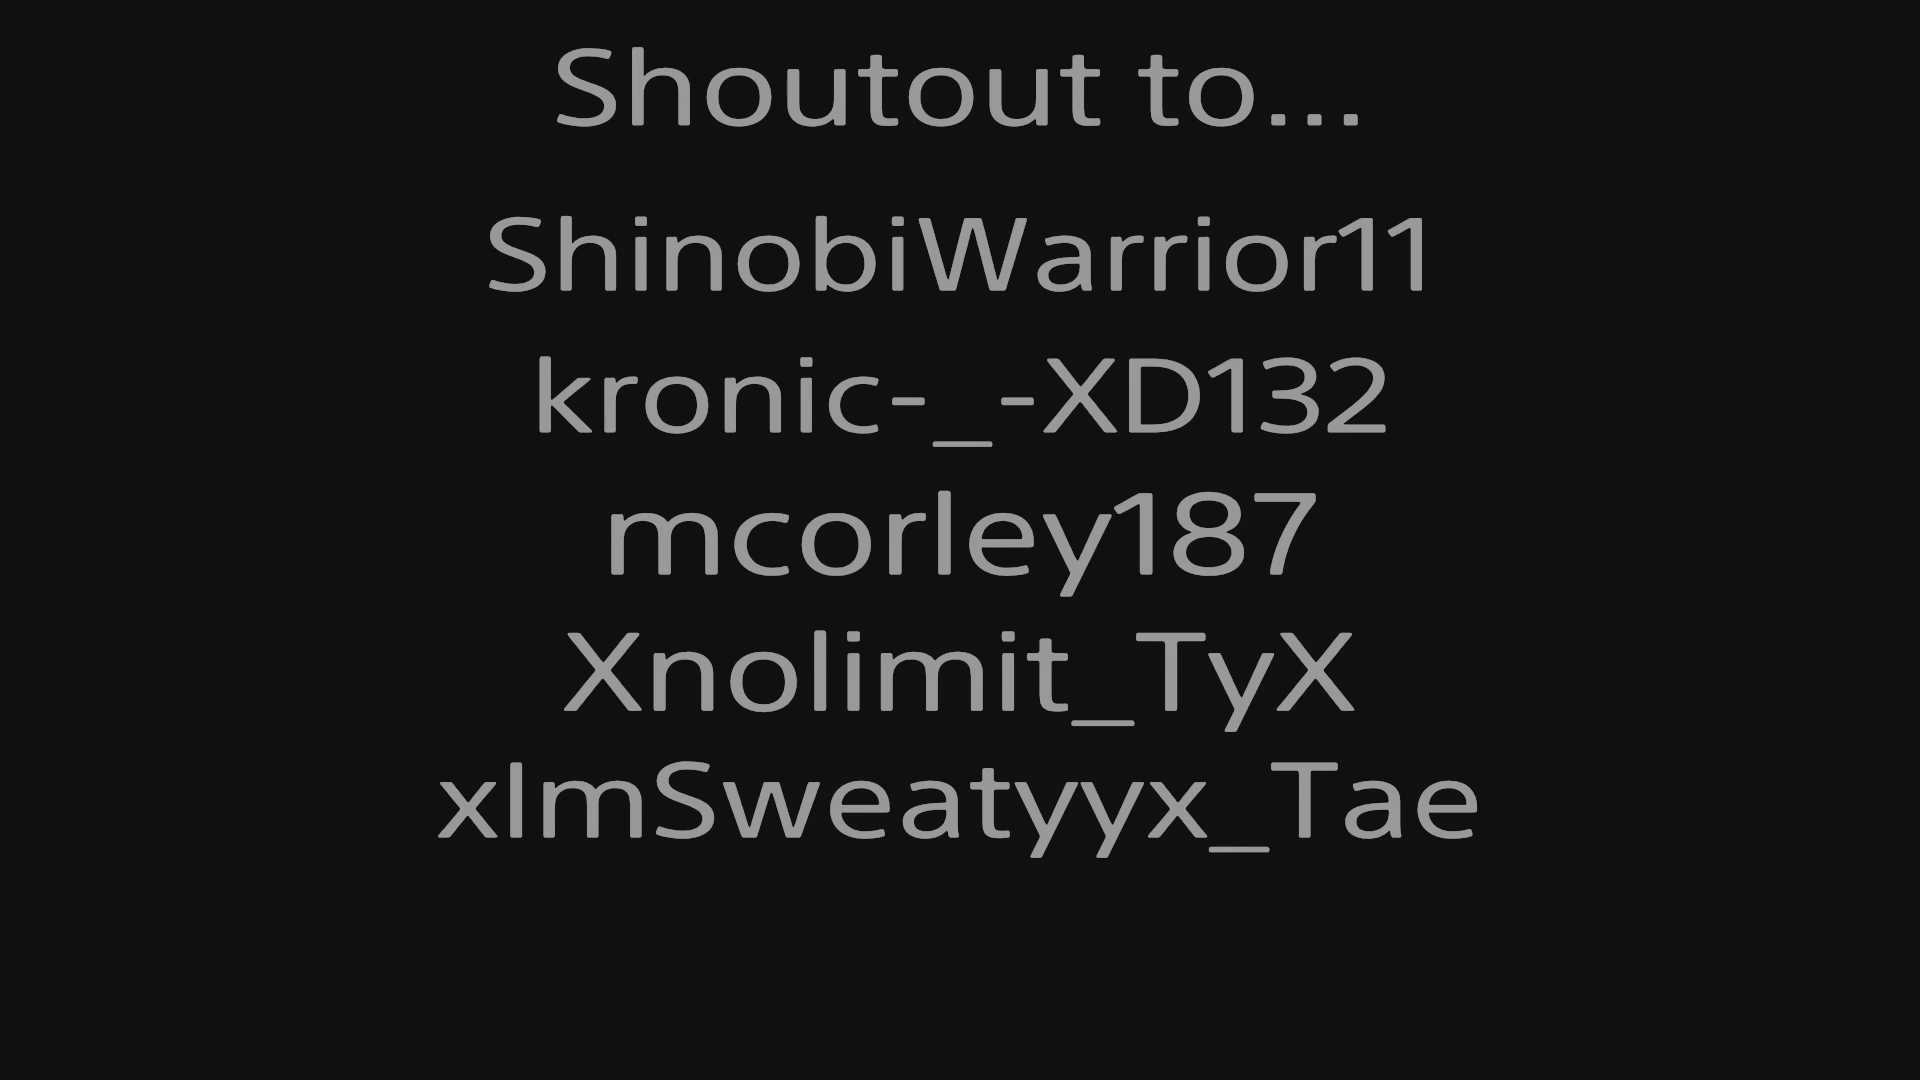 Shoutout to...
ShinobiWarrior11
kronic-_-XD132
mcorley187
Xnolimit_TyX
xImSweatyyx_Tae